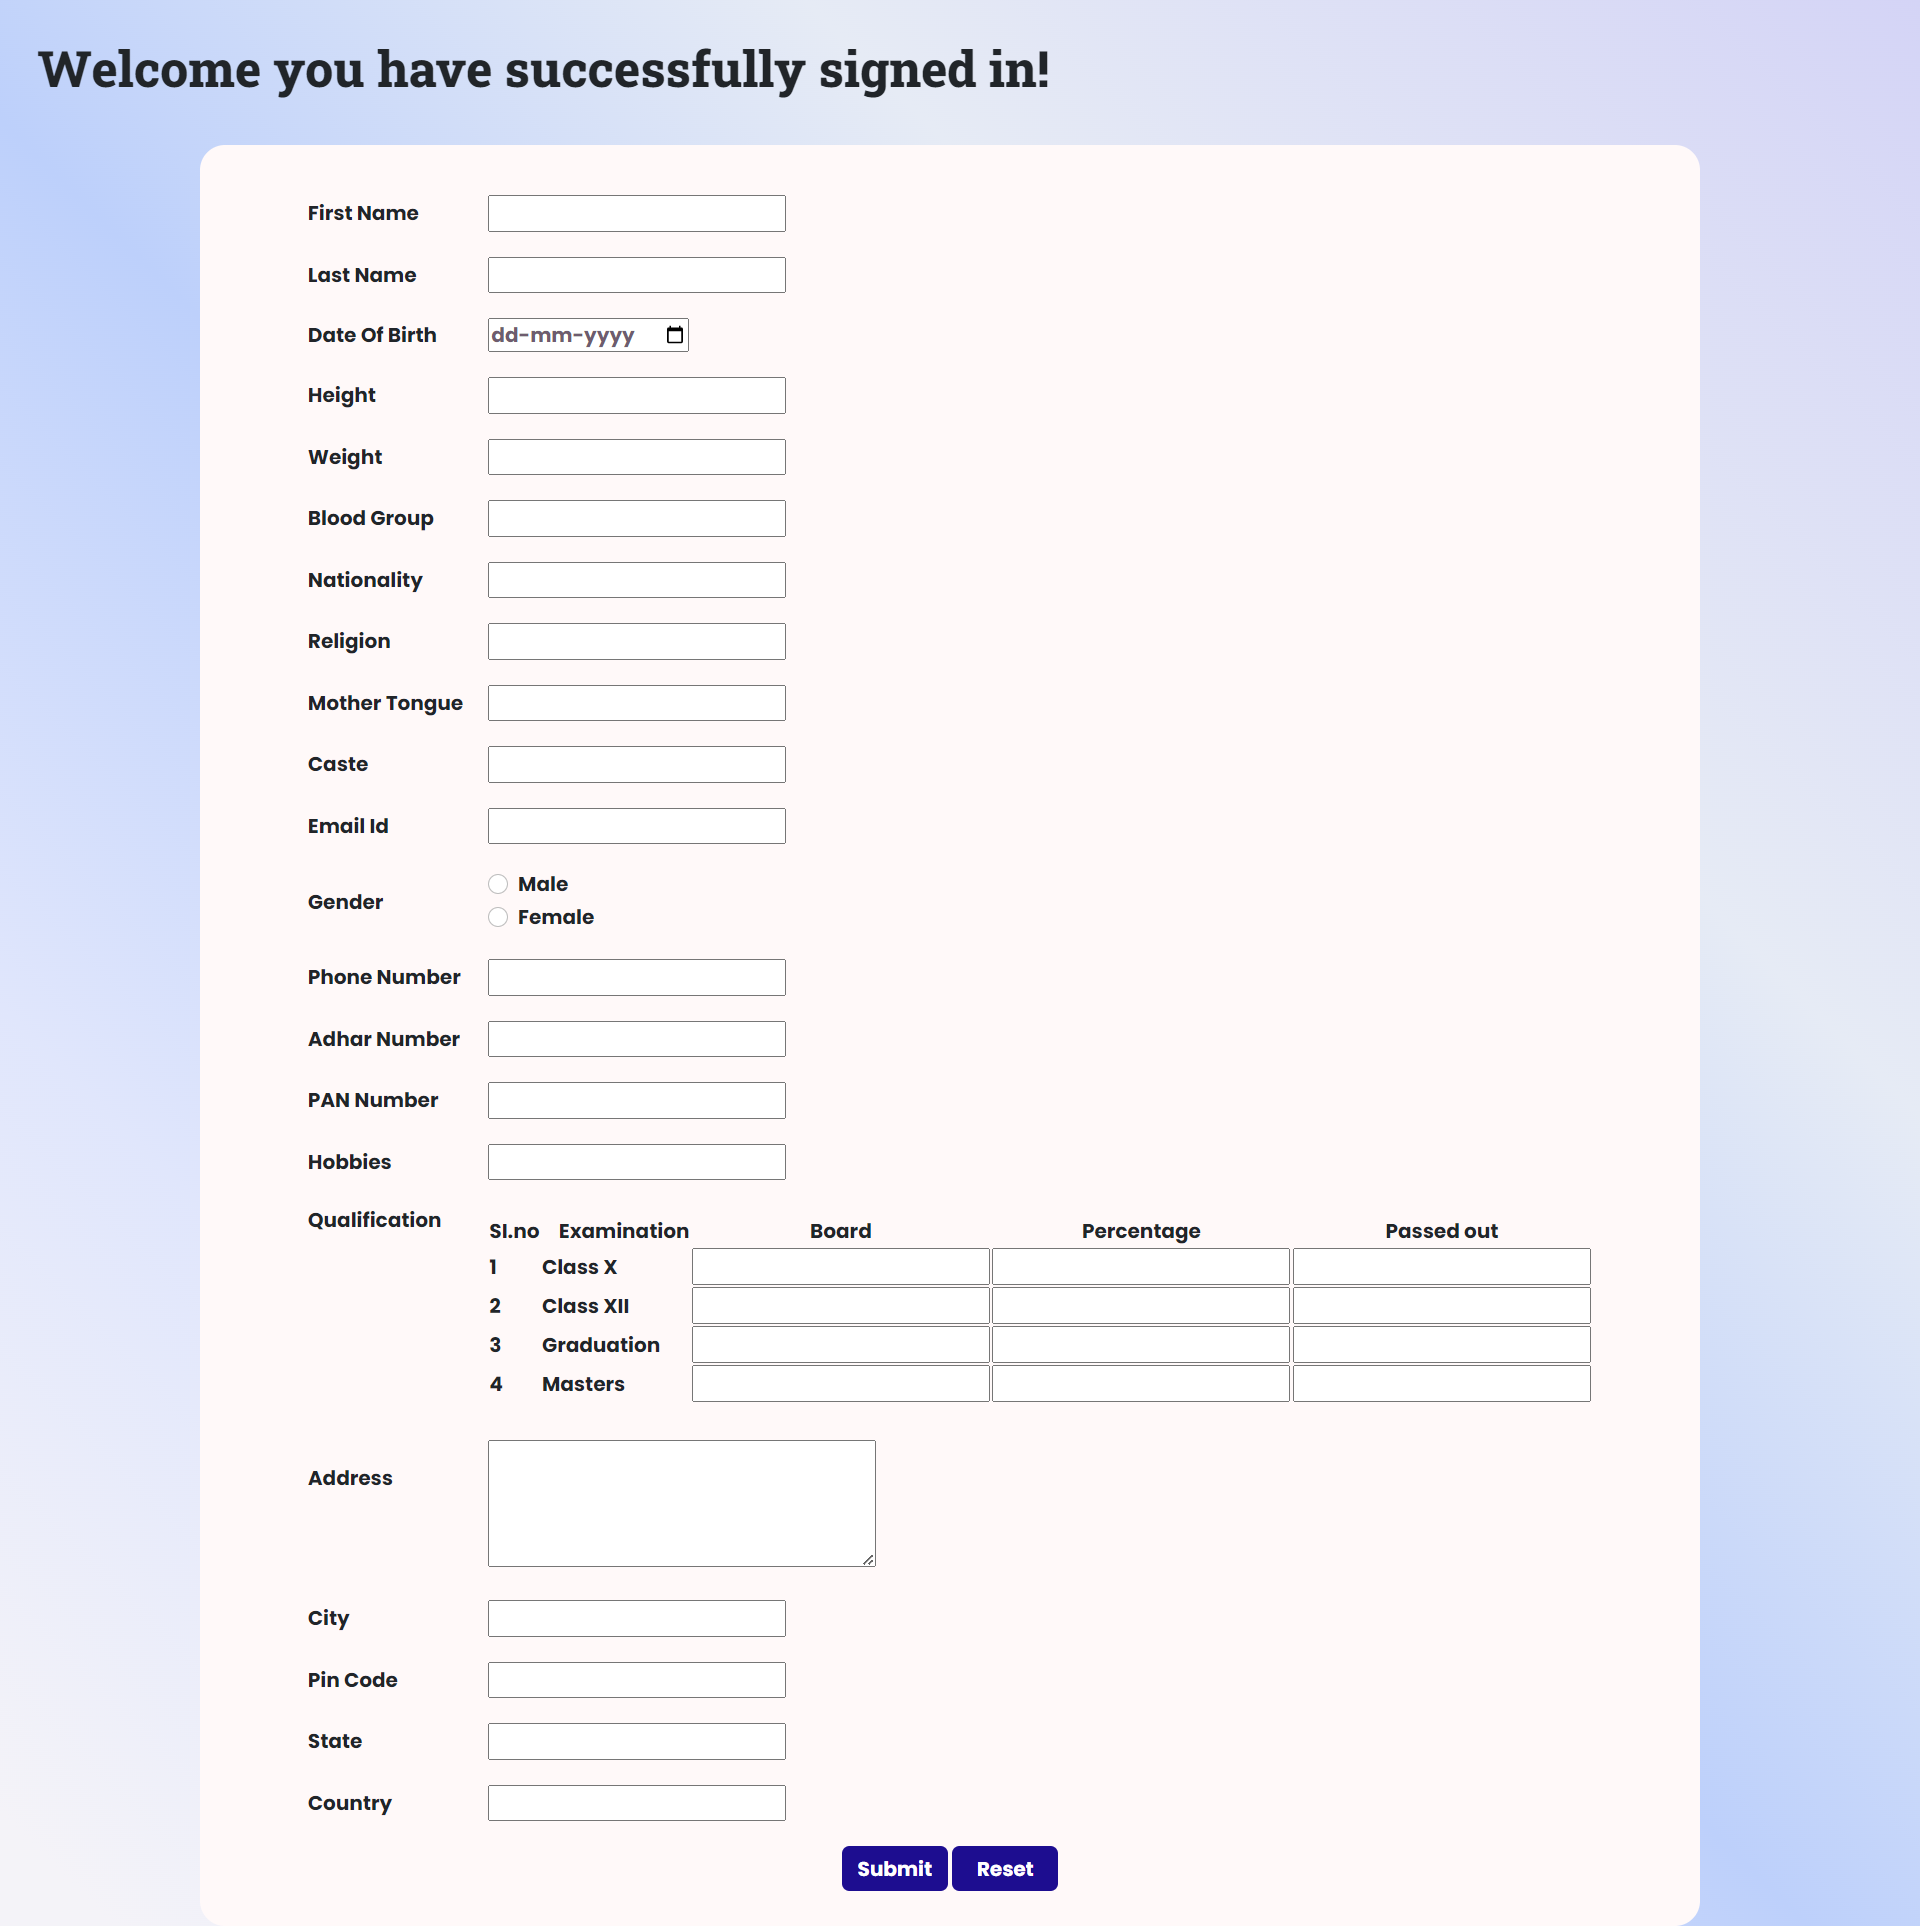 Welcome you have successfully signed in!
First Name
Last Name
Date Of Birth dd-mm-yyyy
Height
Weight
Blood Group
Nationality
Religion
Mother Tongue
Caste
Email Id
Gender
Male
Female
Phone Number
Adhar Number
PAN Number
Hobbies
Qualification
Sl.no Examination Board Percentage Passed out
1 Class X
2 Class XII
3 Graduation
4 Masters
Address
City
Pin Code
State
Country
Submit Reset